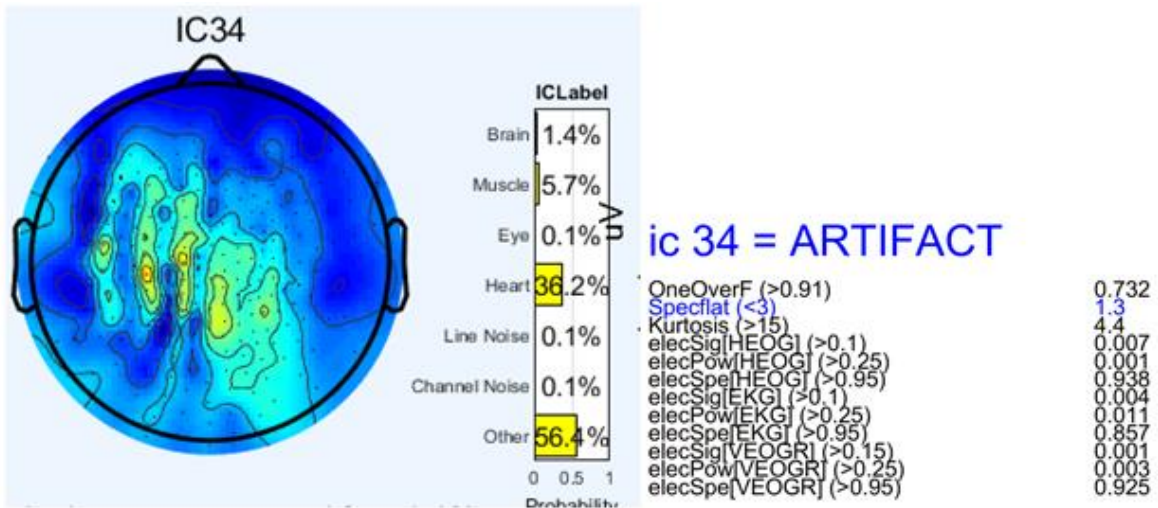 IC34
ICLabel
Brain 1.4%
Muscle 5.7%
Eye 0.1%
Heart 36.2%
Line Noise 0.1%
Channel Noise 0.1%
Other 56.4%
0 0.5 1
Probability
uV
ic 34 = ARTIFACT
OneOverF (>0.91) 0.732
Specflat (<3) 1.3
Kurtosis (>15) 4.4
elecSig[HEOG] (>0.1) 0.007
elecPow[HEOG] (>0.25) 0.001
elecSpe[HEOG] (>0.95) 0.938
elecSig[EKG] (>0.1) 0.004
elecPow[EKG] (>0.25) 0.011
elecSpe[EKG] (>0.95) 0.857
elecSig[VEOGR] (>0.15) 0.001
elecPow[VEOGR] (>0.25) 0.003
elecSpe[VEOGR] (>0.95) 0.925